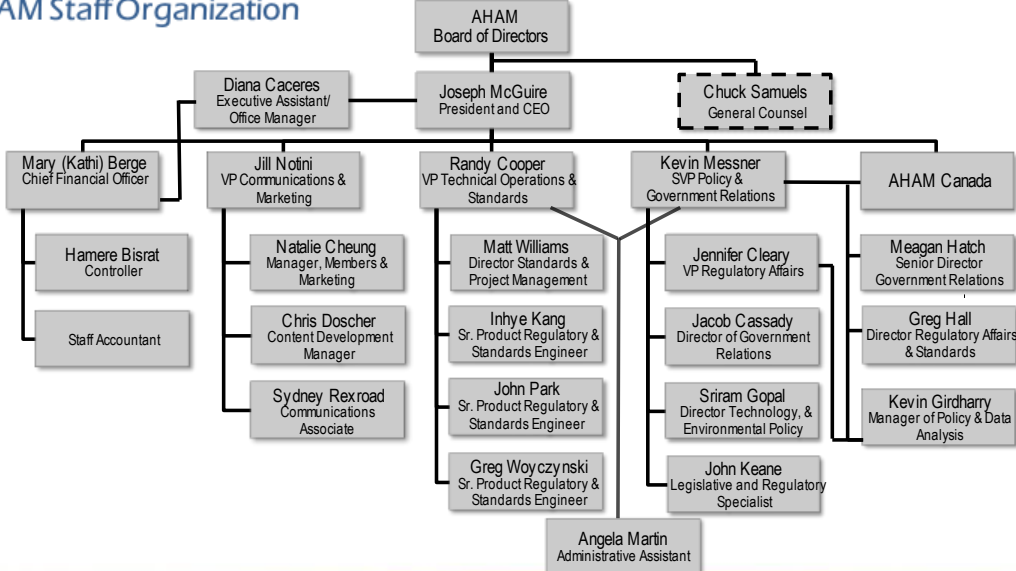 AM Staff Organization
AHAM
Board of Directors
Diana Caceres
Executive Assistant/
Office Manager
Joseph McGuire
President and CEO
Chuck Samuels
General Counsel
Mary (Kathi) Berge
Chief Financial Officer
Jill Notini
VP Communications &
Marketing
Randy Cooper
VP Technical Operations &
Standards
Kevin Messner
SVP Policy &
Government Relations
AHAM Canada
Hamere Bisrat
Controller
Staff Accountant
Natalie Cheung
Manager, Members &
Marketing
Chris Doscher
Content Development
Manager
Sydney Rexroad
Communications
Associate
Matt Williams
Director Standards &
Project Management
Inhye Kang
Sr. Product Regulatory &
Standards Engineer
John Park
Sr. Product Regulatory &
Standards Engineer
Greg Woyczynski
Sr. Product Regulatory &
Standards Engineer
Jennifer Cleary
VP Regulatory Affairs
Jacob Cassady
Director of Government
Relations
Sriram Gopal
Director Technology, &
Environmental Policy
John Keane
Legislative and Regulatory
Specialist
Meagan Hatch
Senior Director
Government Relations
Greg Hall
Director Regulatory Affairs
& Standards
Kevin Girdharry
Manager of Policy & Data
Analysis
Angela Martin
Administrative Assistant